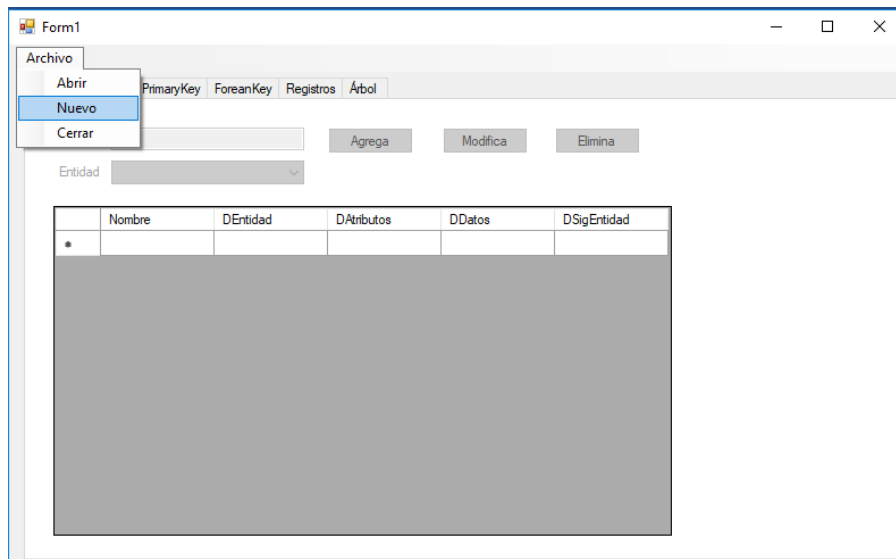 Form1
Archivo
Abrir
Nuevo
Cerrar
PrimaryKey ForeanKey Registros Árbol
Agrega Modifica Elimina
Entidad
Nombre DEntidad DAtributos DDatos DSigEntidad
*